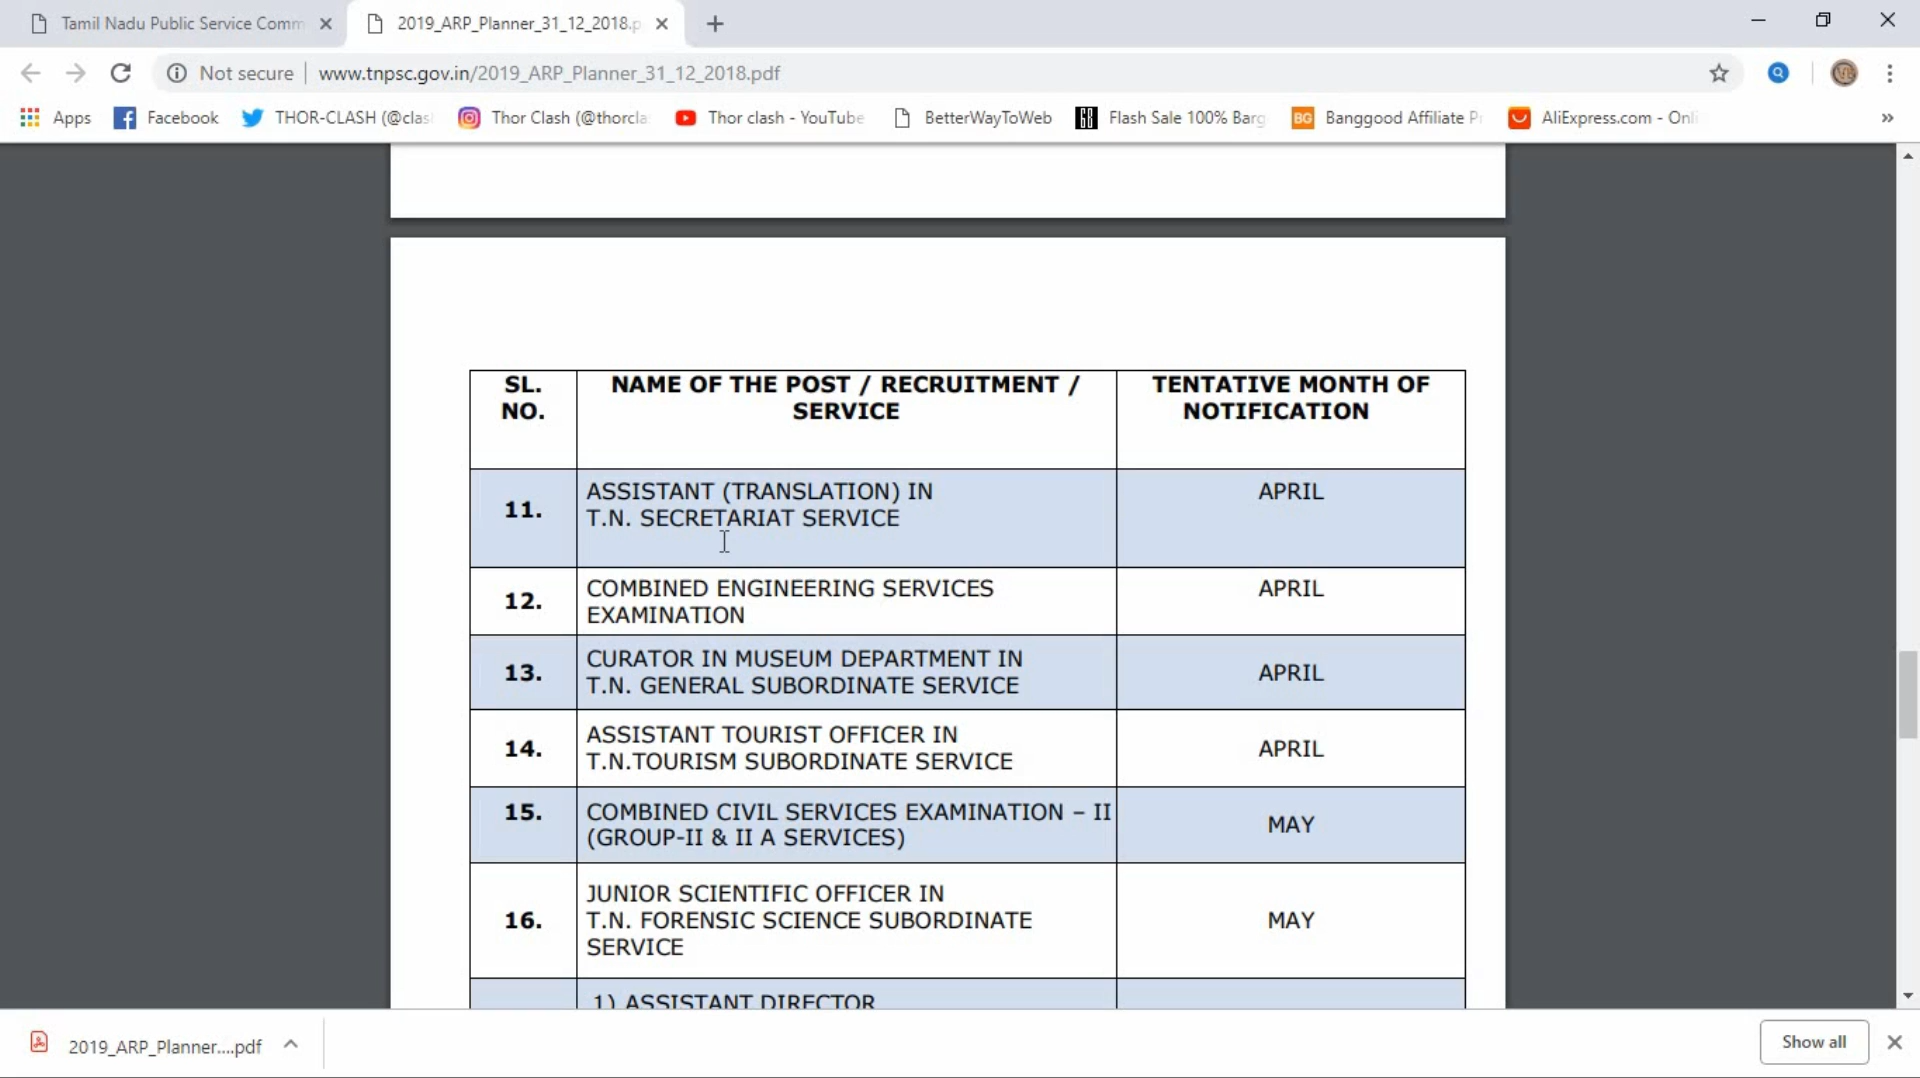 Tamil Nadu Public Service Comm
2019_ARP_Planner_31_12_2018.p
Not secure
www.tnpsc.gov.in/2019_ARP_Planner_31_12_2018.pdf
Apps
Facebook
THOR-CLASH (@clas
Thor Clash (@thorcla
Thor clash - YouTube
BetterWayToWeb
Flash Sale 100% Barg
BG
Banggood Affiliate P
AliExpress.com - Onli
»
SL. NO.
NAME OF THE POST / RECRUITMENT /
SERVICE
TENTATIVE MONTH OF
NOTIFICATION
11.
ASSISTANT (TRANSLATION) IN
T.N. SECRETARIAT SERVICE
APRIL
12.
COMBINED ENGINEERING SERVICES
EXAMINATION
APRIL
13.
CURATOR IN MUSEUM DEPARTMENT IN
T.N. GENERAL SUBORDINATE SERVICE
APRIL
14.
ASSISTANT TOURIST OFFICER IN
T.N.TOURISM SUBORDINATE SERVICE
APRIL
15.
COMBINED CIVIL SERVICES EXAMINATION – II
(GROUP-II & II A SERVICES)
MAY
16.
JUNIOR SCIENTIFIC OFFICER IN
T.N. FORENSIC SCIENCE SUBORDINATE
SERVICE
MAY
1) ASSISTANT DIRECTOR
2019_ARP_Planner....pdf
Show all